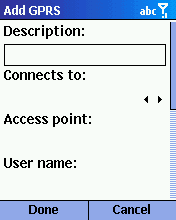 Add GPRS
abc
Description:
Connects to:
Access point:
User name:
Done
Cancel